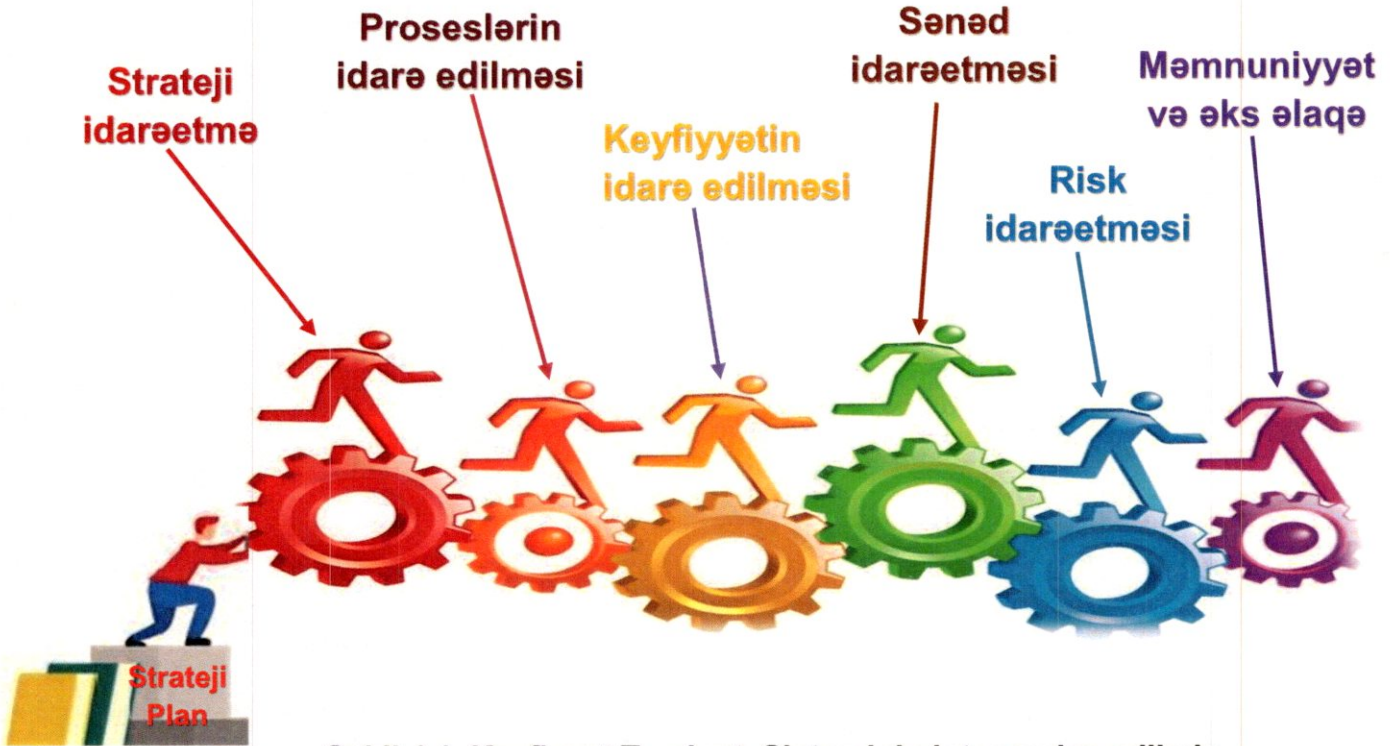 Strateji
idarəetmə
Proseslərin
idarə edilməsi
Keyfiyyətin
idarə edilməsi
Sənəd
idarəetməsi
Risk
idarəetməsi
Məmnuniyyət
və əks əlaqə
Strateji
Plan